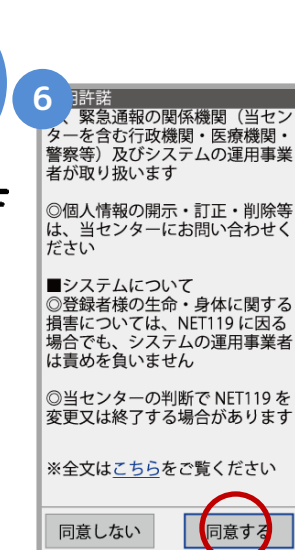 6
用許諾
、緊急通報の関係機関（当セン
ターを含む行政機関・医療機関・
警察等）及びシステムの運用事業
者が取り扱います
◎個人情報の開示・訂正・削除等
は、当センターにお問い合わせく
ださい
■システムについて
◎登録者様の生命・身体に関する
損害については、NET119 に因る
場合でも、システムの運用事業者
は責めを負いません
◎当センターの判断で NET119 を
変更又は終了する場合があります
※全文はこちらをご覧ください
同意しない
同意する